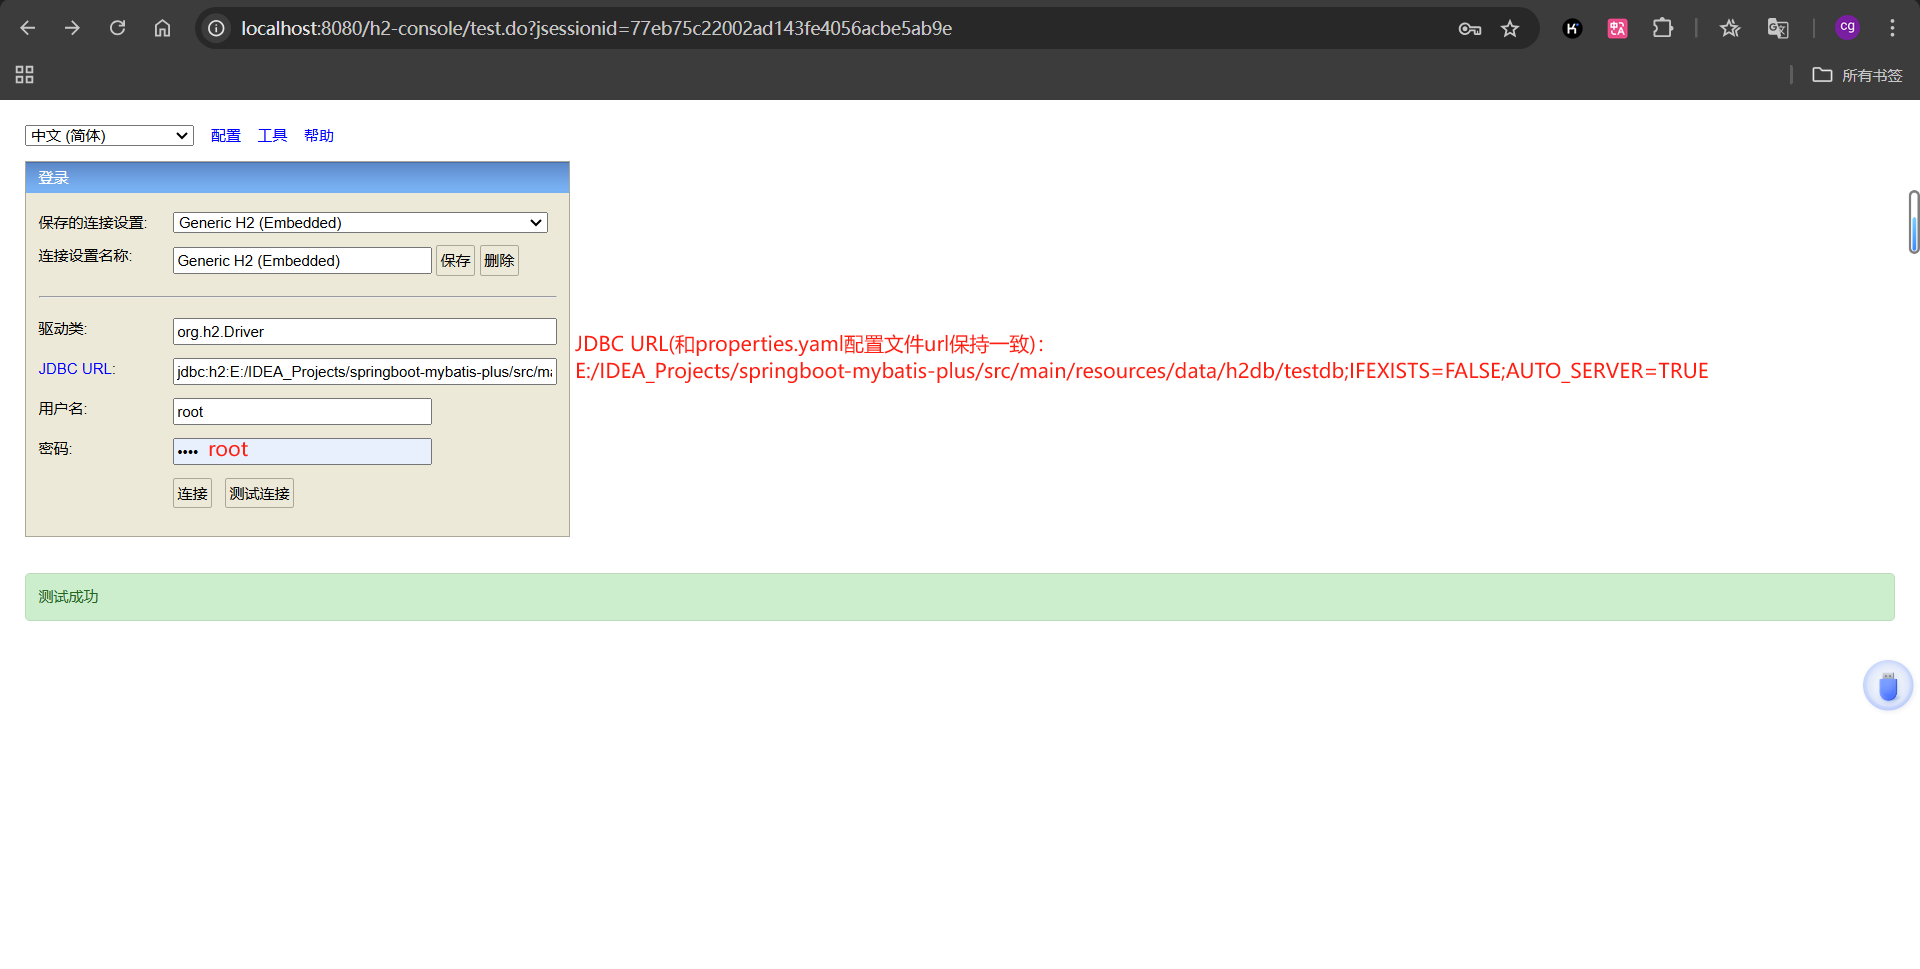 localhost:8080/h2-console/test.do?jsessionid=77eb75c22002ad143fe4056acbe5ab9e
cg
所有书签
中文 (简体) 配置 工具 帮助
登录
保存的连接设置: Generic H2 (Embedded)
连接设置名称: Generic H2 (Embedded) 保存 删除
驱动类: org.h2.Driver
JDBC URL(和properties.yaml配置文件url保持一致):
JDBC URL: jdbc:h2:E:/IDEA_Projects/springboot-mybatis-plus/src/ma E:/IDEA_Projects/springboot-mybatis-plus/src/main/resources/data/h2db/testdb;IFEXISTS=FALSE;AUTO_SERVER=TRUE
用户名: root
密码: •••• root
连接 测试连接
测试成功